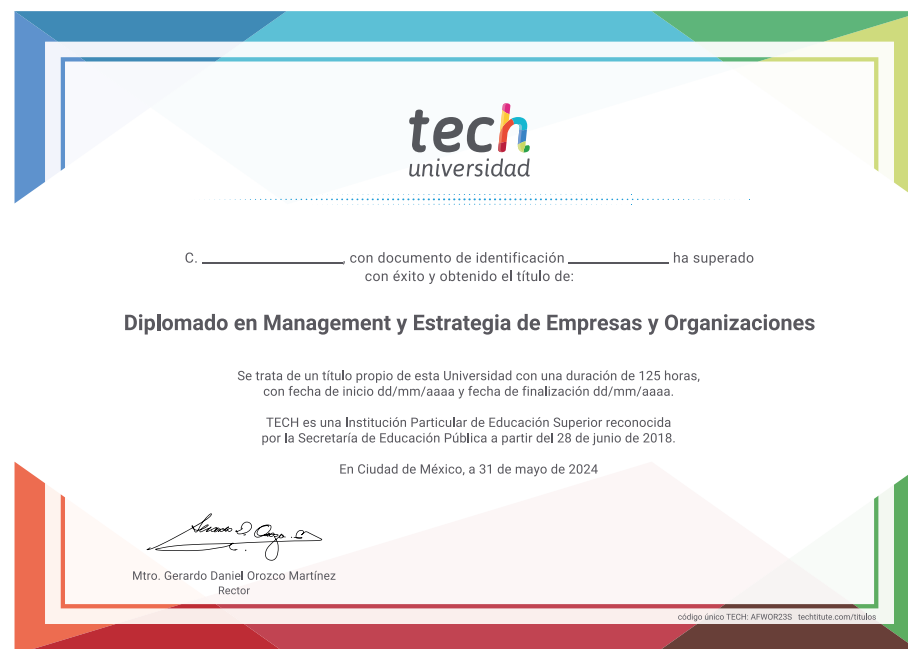 tech
universidad
C. ____________, con documento de identificación ____________ ha superado
con éxito y obtenido el título de:
Diplomado en Management y Estrategia de Empresas y Organizaciones
Se trata de un título propio de esta Universidad con una duración de 125 horas,
con fecha de inicio dd/mm/aaaa y fecha de finalización dd/mm/aaaa.
TECH es una Institución Particular de Educación Superior reconocida
por la Secretaría de Educación Pública a partir del 28 de junio de 2018.
En Ciudad de México, a 31 de mayo de 2024
Mtro. Gerardo Daniel Orozco Martínez
Rector
código único TECH: AFWOR23S techtitute.com/titulos